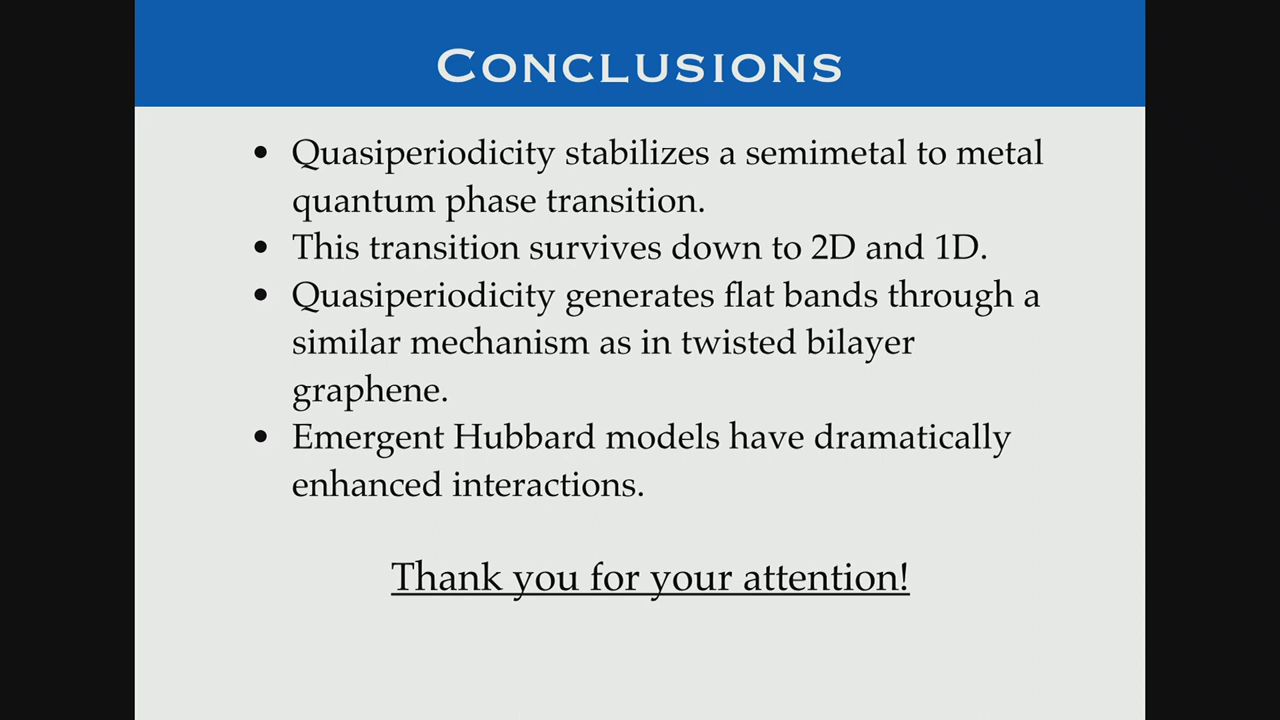 CONCLUSIONS
• Quasiperiodicity stabilizes a semimetal to metal
quantum phase transition.
• This transition survives down to 2D and 1D.
• Quasiperiodicity generates flat bands through a
similar mechanism as in twisted bilayer
graphene.
• Emergent Hubbard models have dramatically
enhanced interactions.
Thank you for your attention!